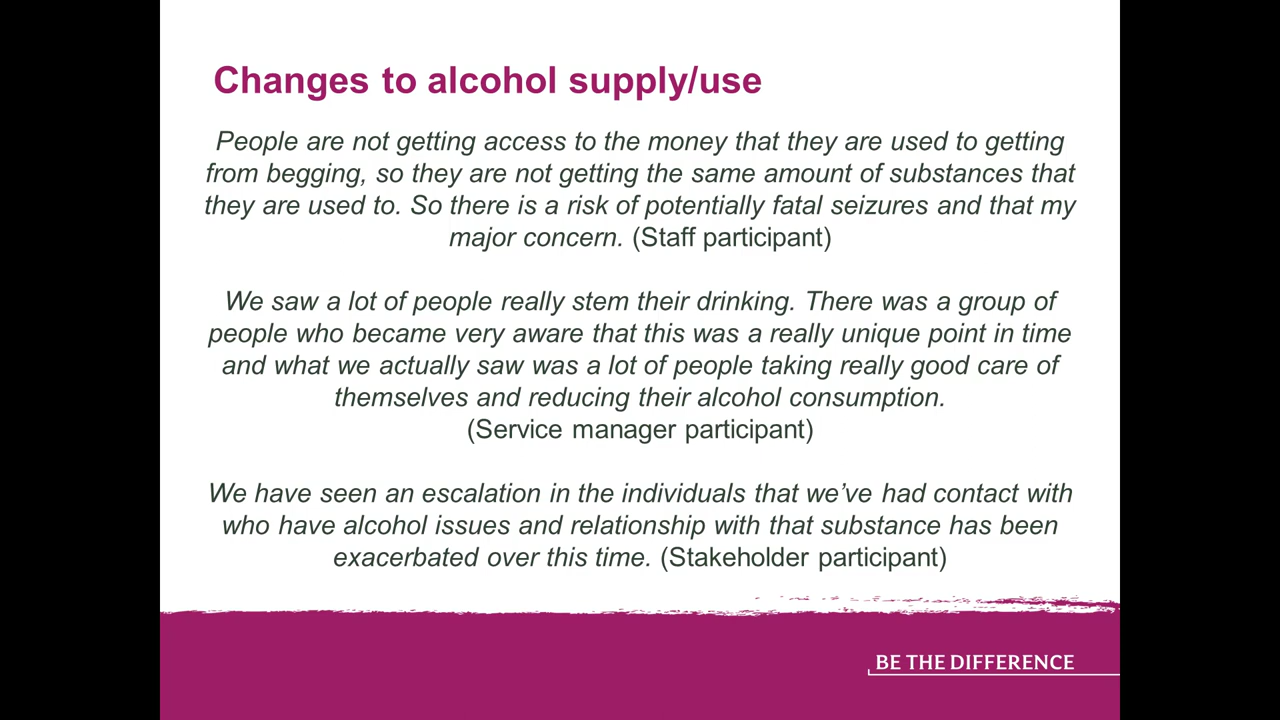 Changes to alcohol supply/use
People are not getting access to the money that they are used to getting
from begging, so they are not getting the same amount of substances that
they are used to. So there is a risk of potentially fatal seizures and that my
major concern. (Staff participant)
We saw a lot of people really stem their drinking. There was a group of
people who became very aware that this was a really unique point in time
and what we actually saw was a lot of people taking really good care of
themselves and reducing their alcohol consumption.
(Service manager participant)
We have seen an escalation in the individuals that we’ve had contact with
who have alcohol issues and relationship with that substance has been
exacerbated over this time. (Stakeholder participant)
BE THE DIFFERENCE